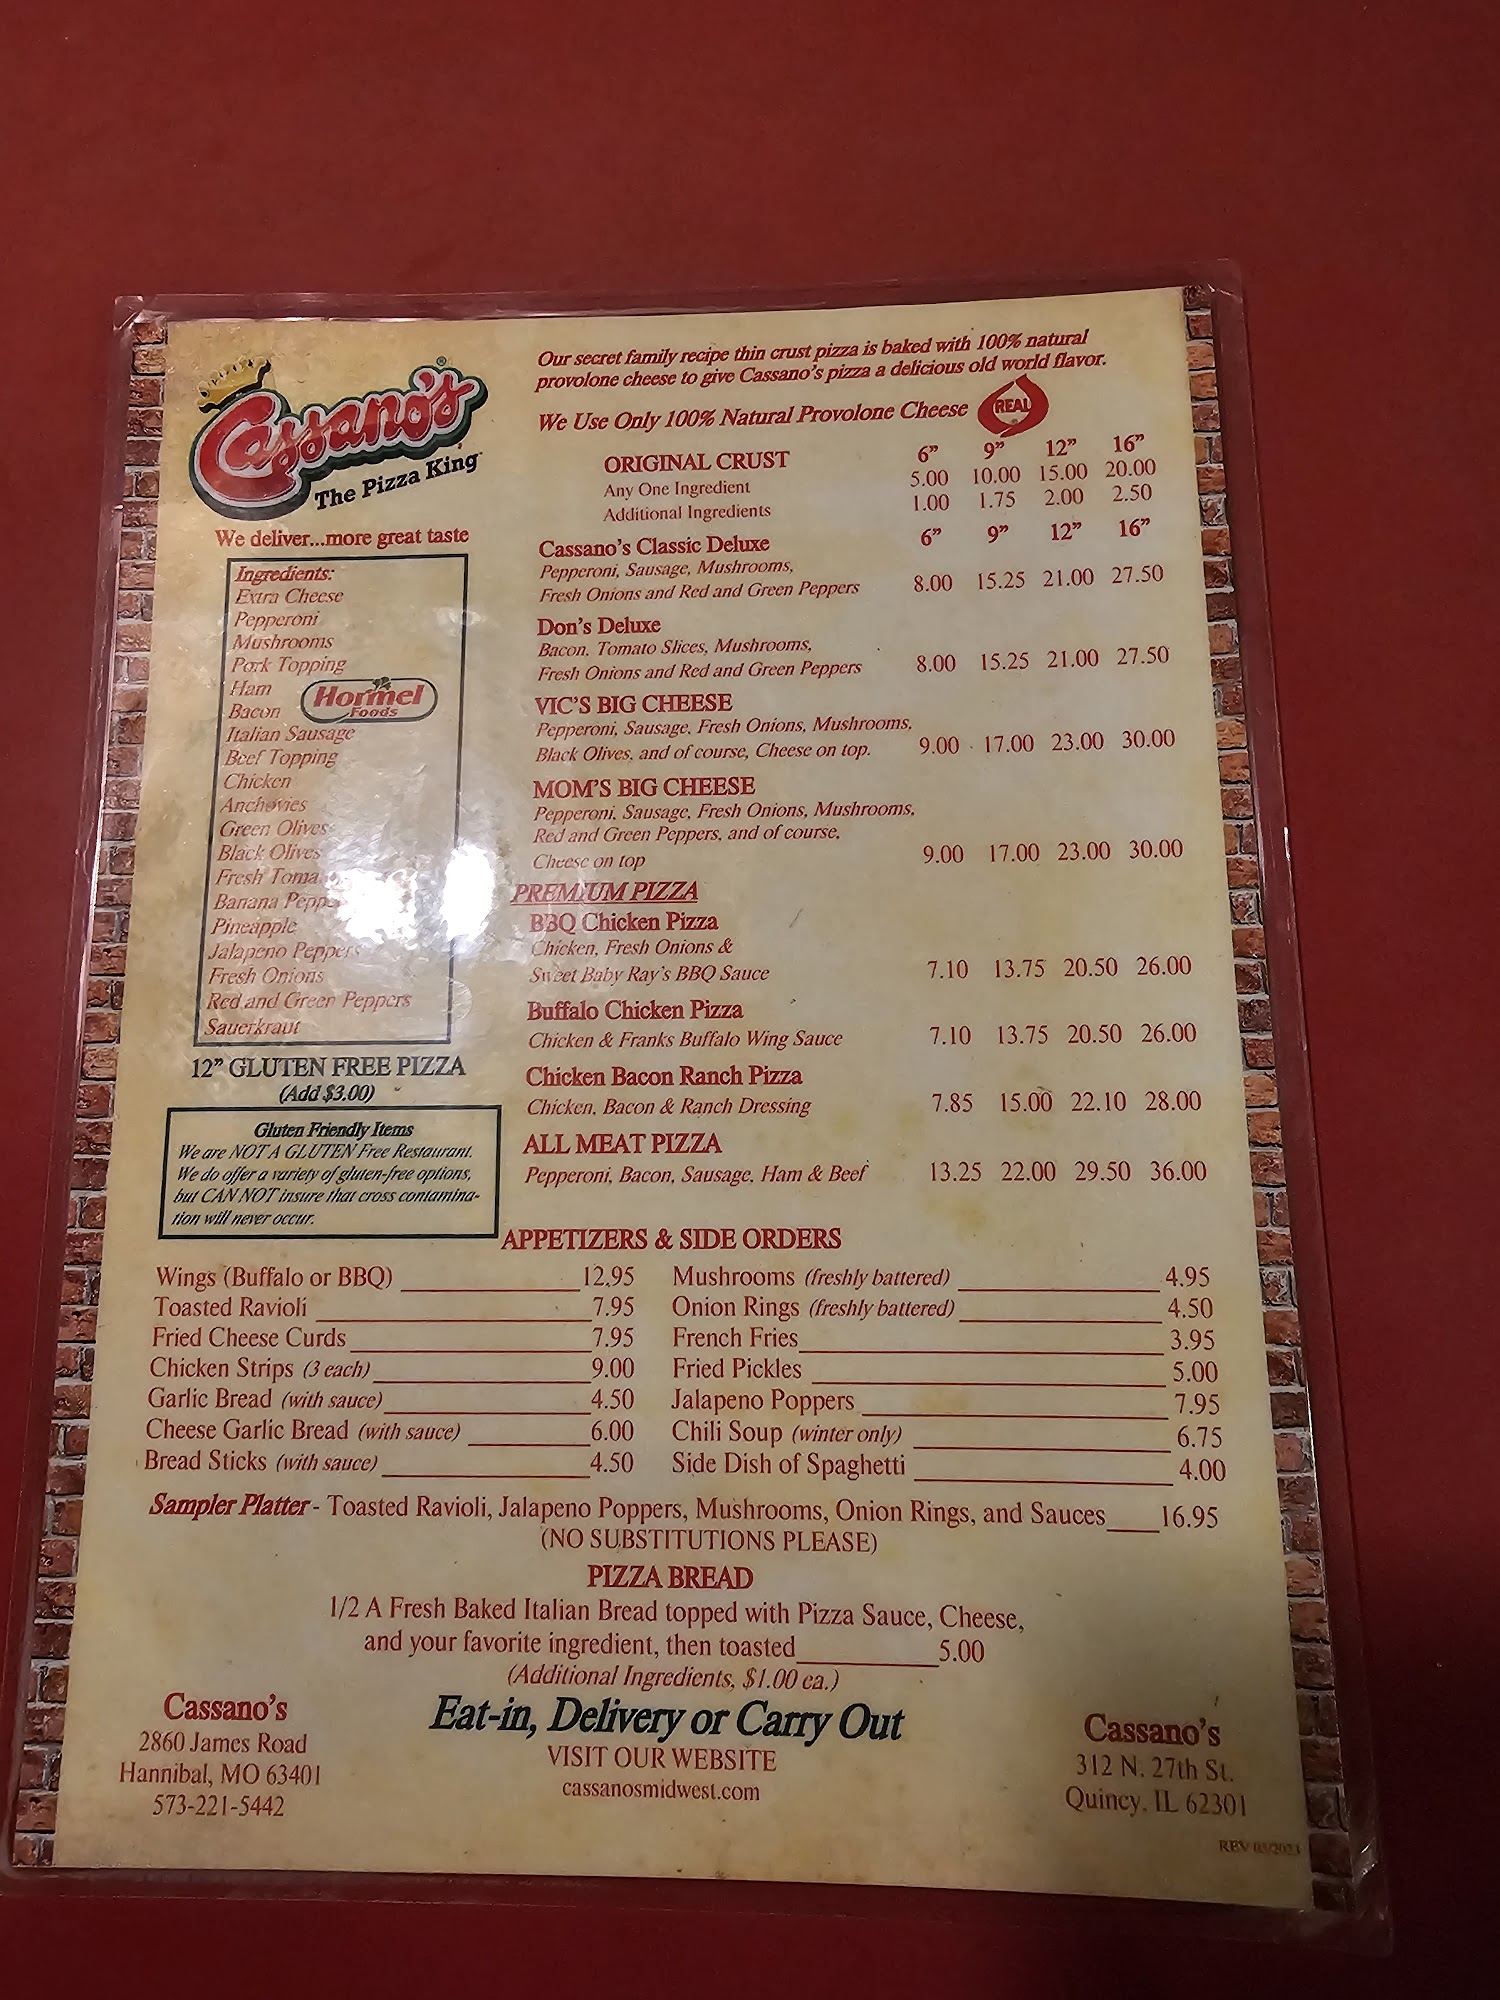 Cassano's
®
The Pizza King
We deliver...more great taste
Ingredients:
Extra Cheese
Pepperoni
Mushrooms
Pork Topping
Ham
Bacon
Hormel
Foods
Italian Sausage
Beef Topping
Chicken
Anchovies
Green Olives
Black Olives
Fresh
Banana
Pineapple
Jalapeno Peppers
Fresh Onions
Red and Green Peppers
Sauerkraut
12" GLUTEN FREE PIZZA
(Add $3.00)
Gluten Friendly Items
We are NOT A GLUTEN Free Restaurant.
We do offer a variety of gluten-free options,
but CAN NOT insure that cross contamina-
tion will never occur.
Our secret family recipe thin crust pizza is baked with 100% natural
provolone cheese to give Cassano's pizza a delicious old world flavor.
We Use Only 100% Natural Provolone Cheese REAL
ORIGINAL CRUST 6" 9" 12" 16"
Any One Ingredient 5.00 10.00 15.00 20.00
Additional Ingredients 1.00 1.75 2.00 2.50
Cassano's Classic Deluxe 6" 9" 12" 16"
Pepperoni, Sausage, Mushrooms,
Fresh Onions and Red and Green Peppers 8.00 15.25 21.00 27.50
Don's Deluxe
Bacon. Tomato Slices, Mushrooms,
Fresh Onions and Red and Green Peppers 8.00 15.25 21.00 27.50
VIC'S BIG CHEESE
Pepperoni, Sausage, Fresh Onions, Mushrooms,
Black Olives, and of course, Cheese on top. 9.00 17.00 23.00 30.00
MOM'S BIG CHEESE
Pepperoni, Sausage, Fresh Onions, Mushrooms,
Red and Green Peppers, and of course,
Cheese on top 9.00 17.00 23.00 30.00
PREMIUM PIZZA
BBQ Chicken Pizza
Chicken, Fresh Onions &
Sweet Baby Ray's BBQ Sauce 7.10 13.75 20.50 26.00
Buffalo Chicken Pizza
Chicken & Franks Buffalo Wing Sauce 7.10 13.75 20.50 26.00
Chicken Bacon Ranch Pizza
Chicken, Bacon & Ranch Dressing 7.85 15.00 22.10 28.00
ALL MEAT PIZZA
Pepperoni, Bacon, Sausage, Ham & Beef 13.25 22.00 29.50 36.00
APPETIZERS & SIDE ORDERS
Wings (Buffalo or BBQ) 12.95
Toasted Ravioli 7.95
Fried Cheese Curds 7.95
Chicken Strips (3 each) 9.00
Garlic Bread (with sauce) 4.50
Cheese Garlic Bread (with sauce) 6.00
Bread Sticks (with sauce) 4.50
Mushrooms (freshly battered) 4.95
Onion Rings (freshly battered) 4.50
French Fries 3.95
Fried Pickles 5.00
Jalapeno Poppers 7.95
Chili Soup (winter only) 6.75
Side Dish of Spaghetti 4.00
Sampler Platter - Toasted Ravioli, Jalapeno Poppers, Mushrooms, Onion Rings, and Sauces 16.95
(NO SUBSTITUTIONS PLEASE)
PIZZA BREAD
1/2 A Fresh Baked Italian Bread topped with Pizza Sauce, Cheese,
and your favorite ingredient, then toasted 5.00
(Additional Ingredients, $1.00 ea.)
Eat-in, Delivery or Carry Out
VISIT OUR WEBSITE
cassanosmidwest.com
Cassano's
2860 James Road
Hannibal, MO 63401
573-221-5442
Cassano's
312 N. 27th St.
Quincy, IL 62301
REV 03/2023